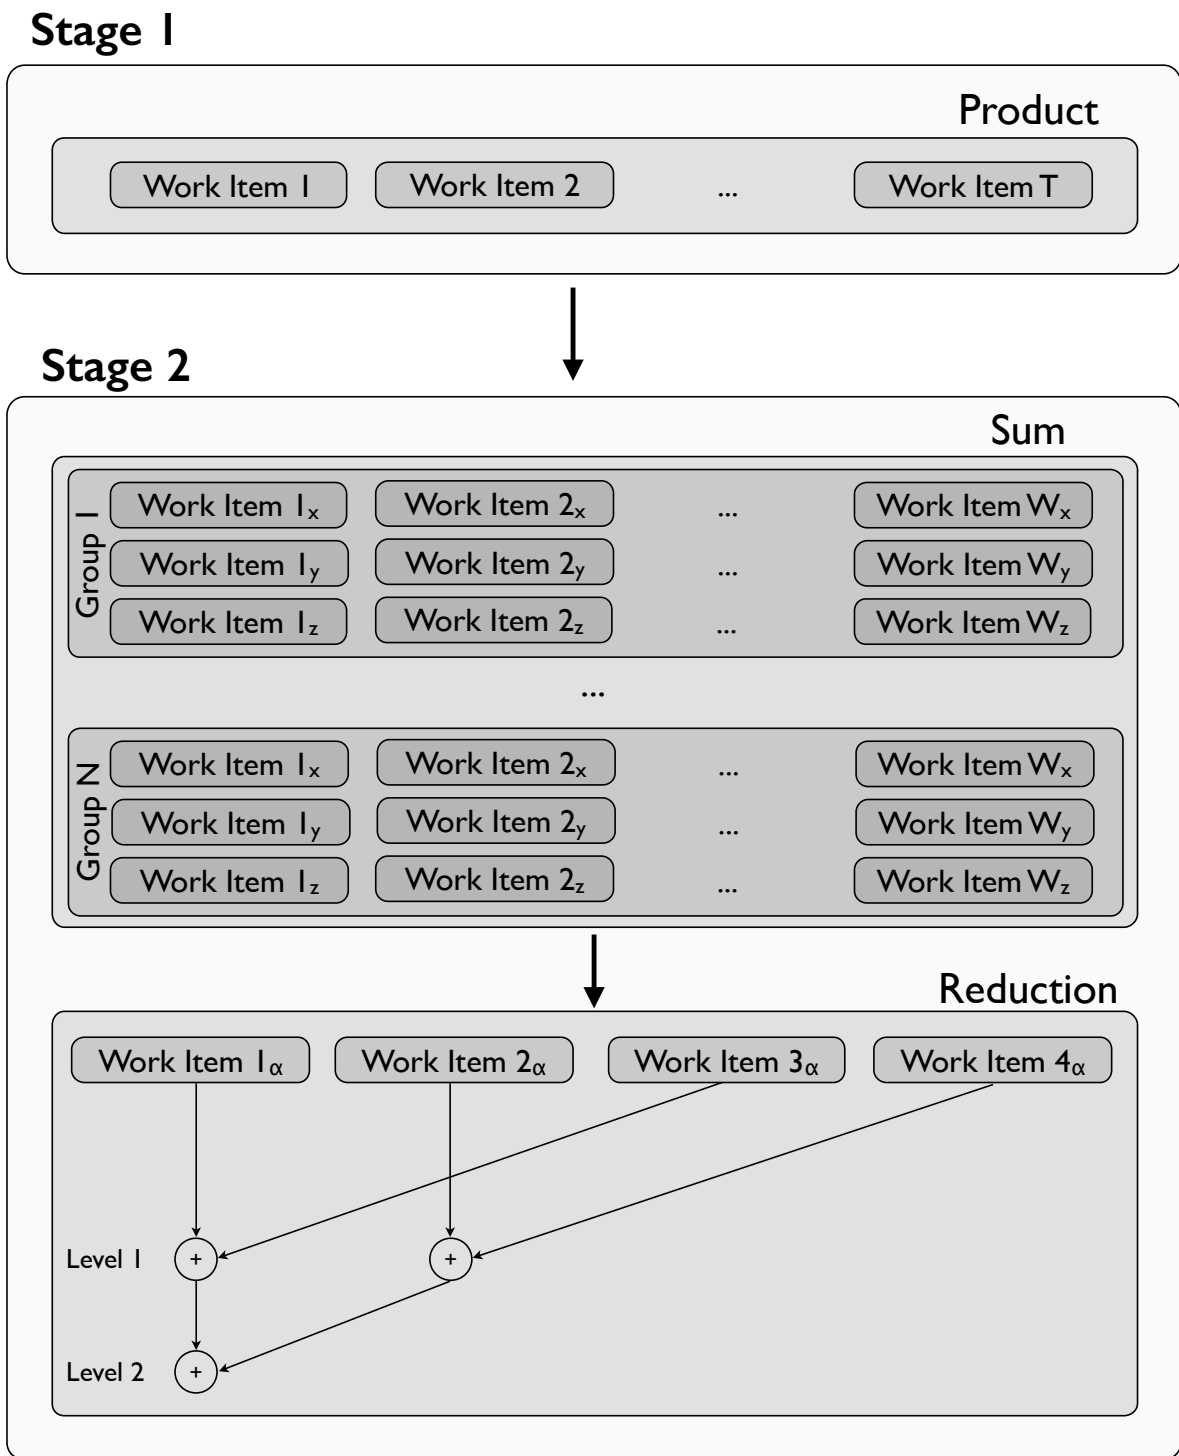 Stage 1
Product
Work Item 1 Work Item 2 ... Work Item T
Stage 2
Sum
Group 1
Work Item 1x Work Item 2x ... Work Item Wx
Work Item 1y Work Item 2y ... Work Item Wy
Work Item 1z Work Item 2z ... Work Item Wz
...
Group N
Work Item 1x Work Item 2x ... Work Item Wx
Work Item 1y Work Item 2y ... Work Item Wy
Work Item 1z Work Item 2z ... Work Item Wz
Reduction
Work Item 1α Work Item 2α Work Item 3α Work Item 4α
Level 1 + +
Level 2 +